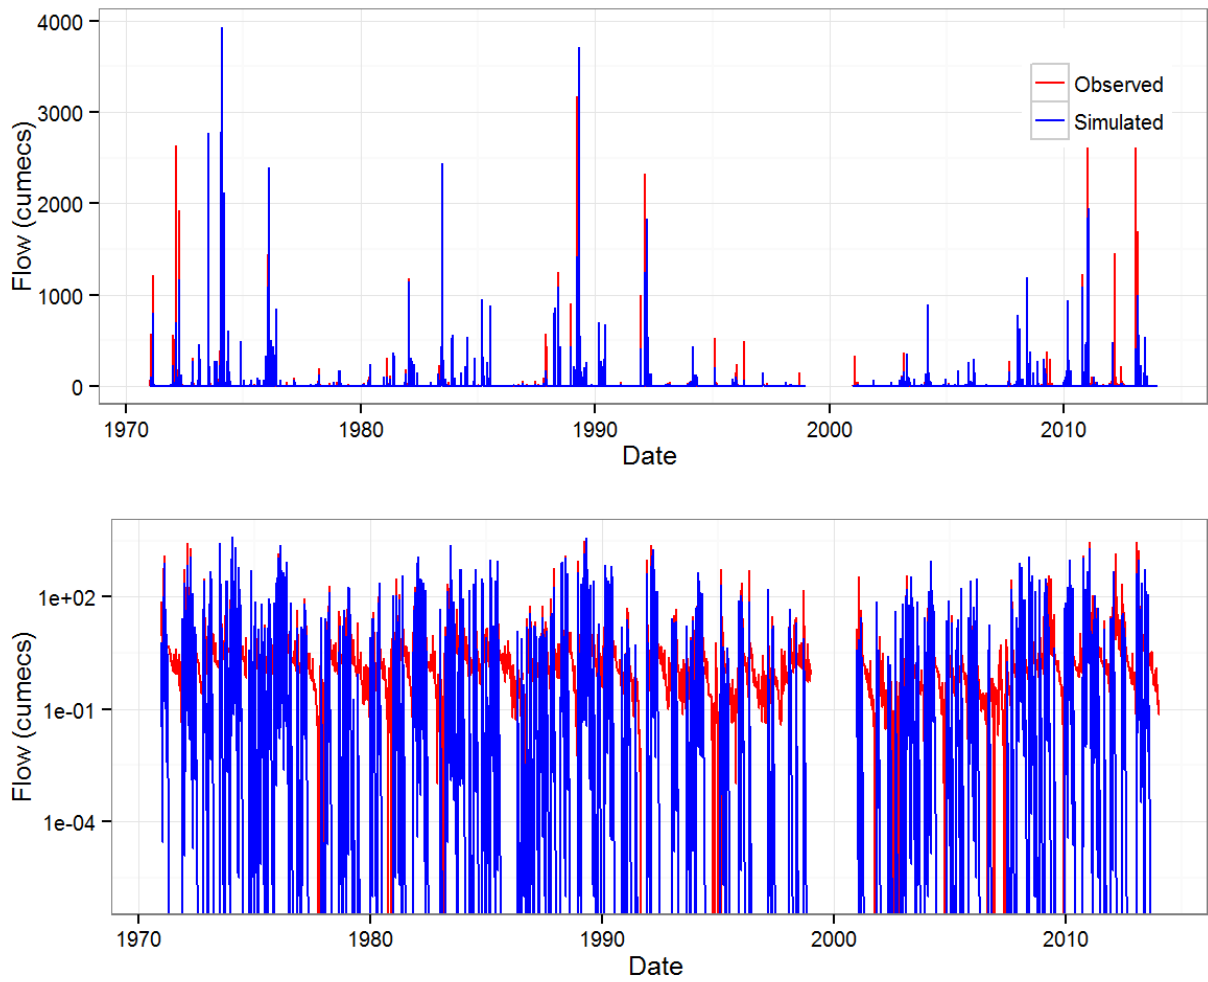 4000
3000
2000
1000
0
Flow (cumecs)
Observed
Simulated
1970 1980 1990 2000 2010
Date
1e+02
1e-01
1e-04
Flow (cumecs)
1970 1980 1990 2000 2010
Date